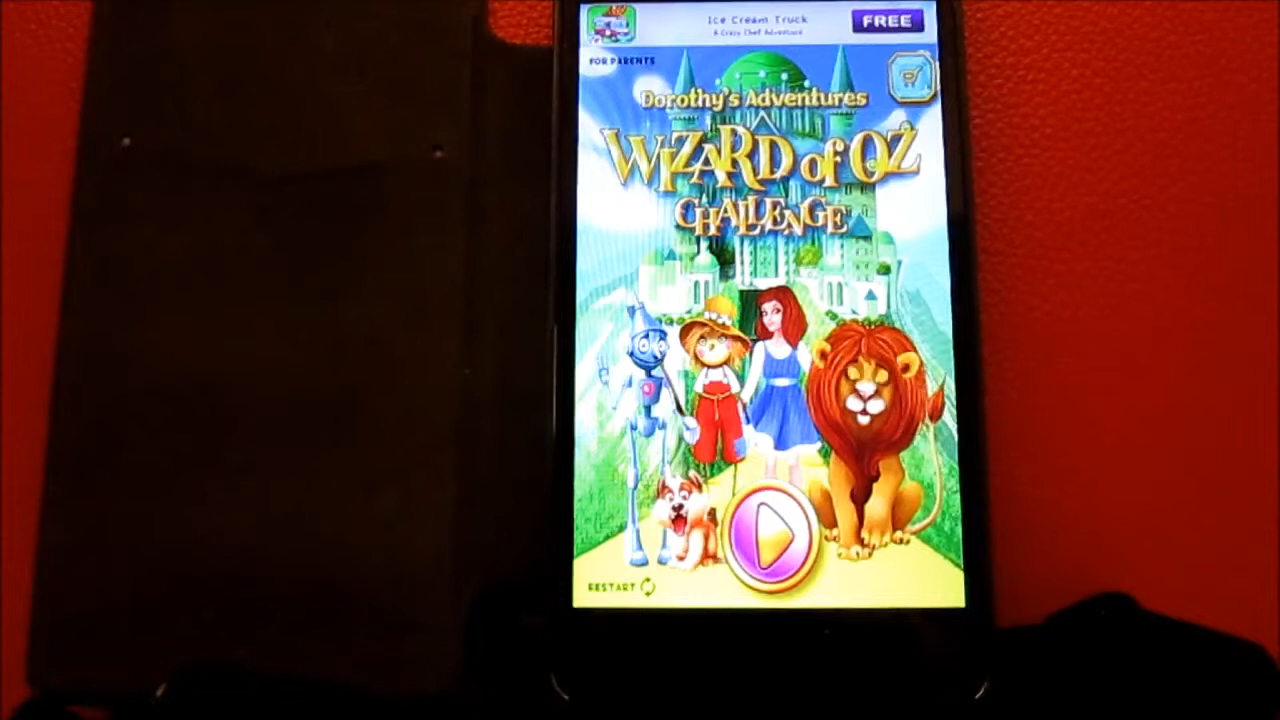 Ice Cream Truck
A Crazy Chef Adventure
FREE
FOR PARENTS
Dorothy's Adventures
WIZARD of OZ
CHALLENGE
RESTART